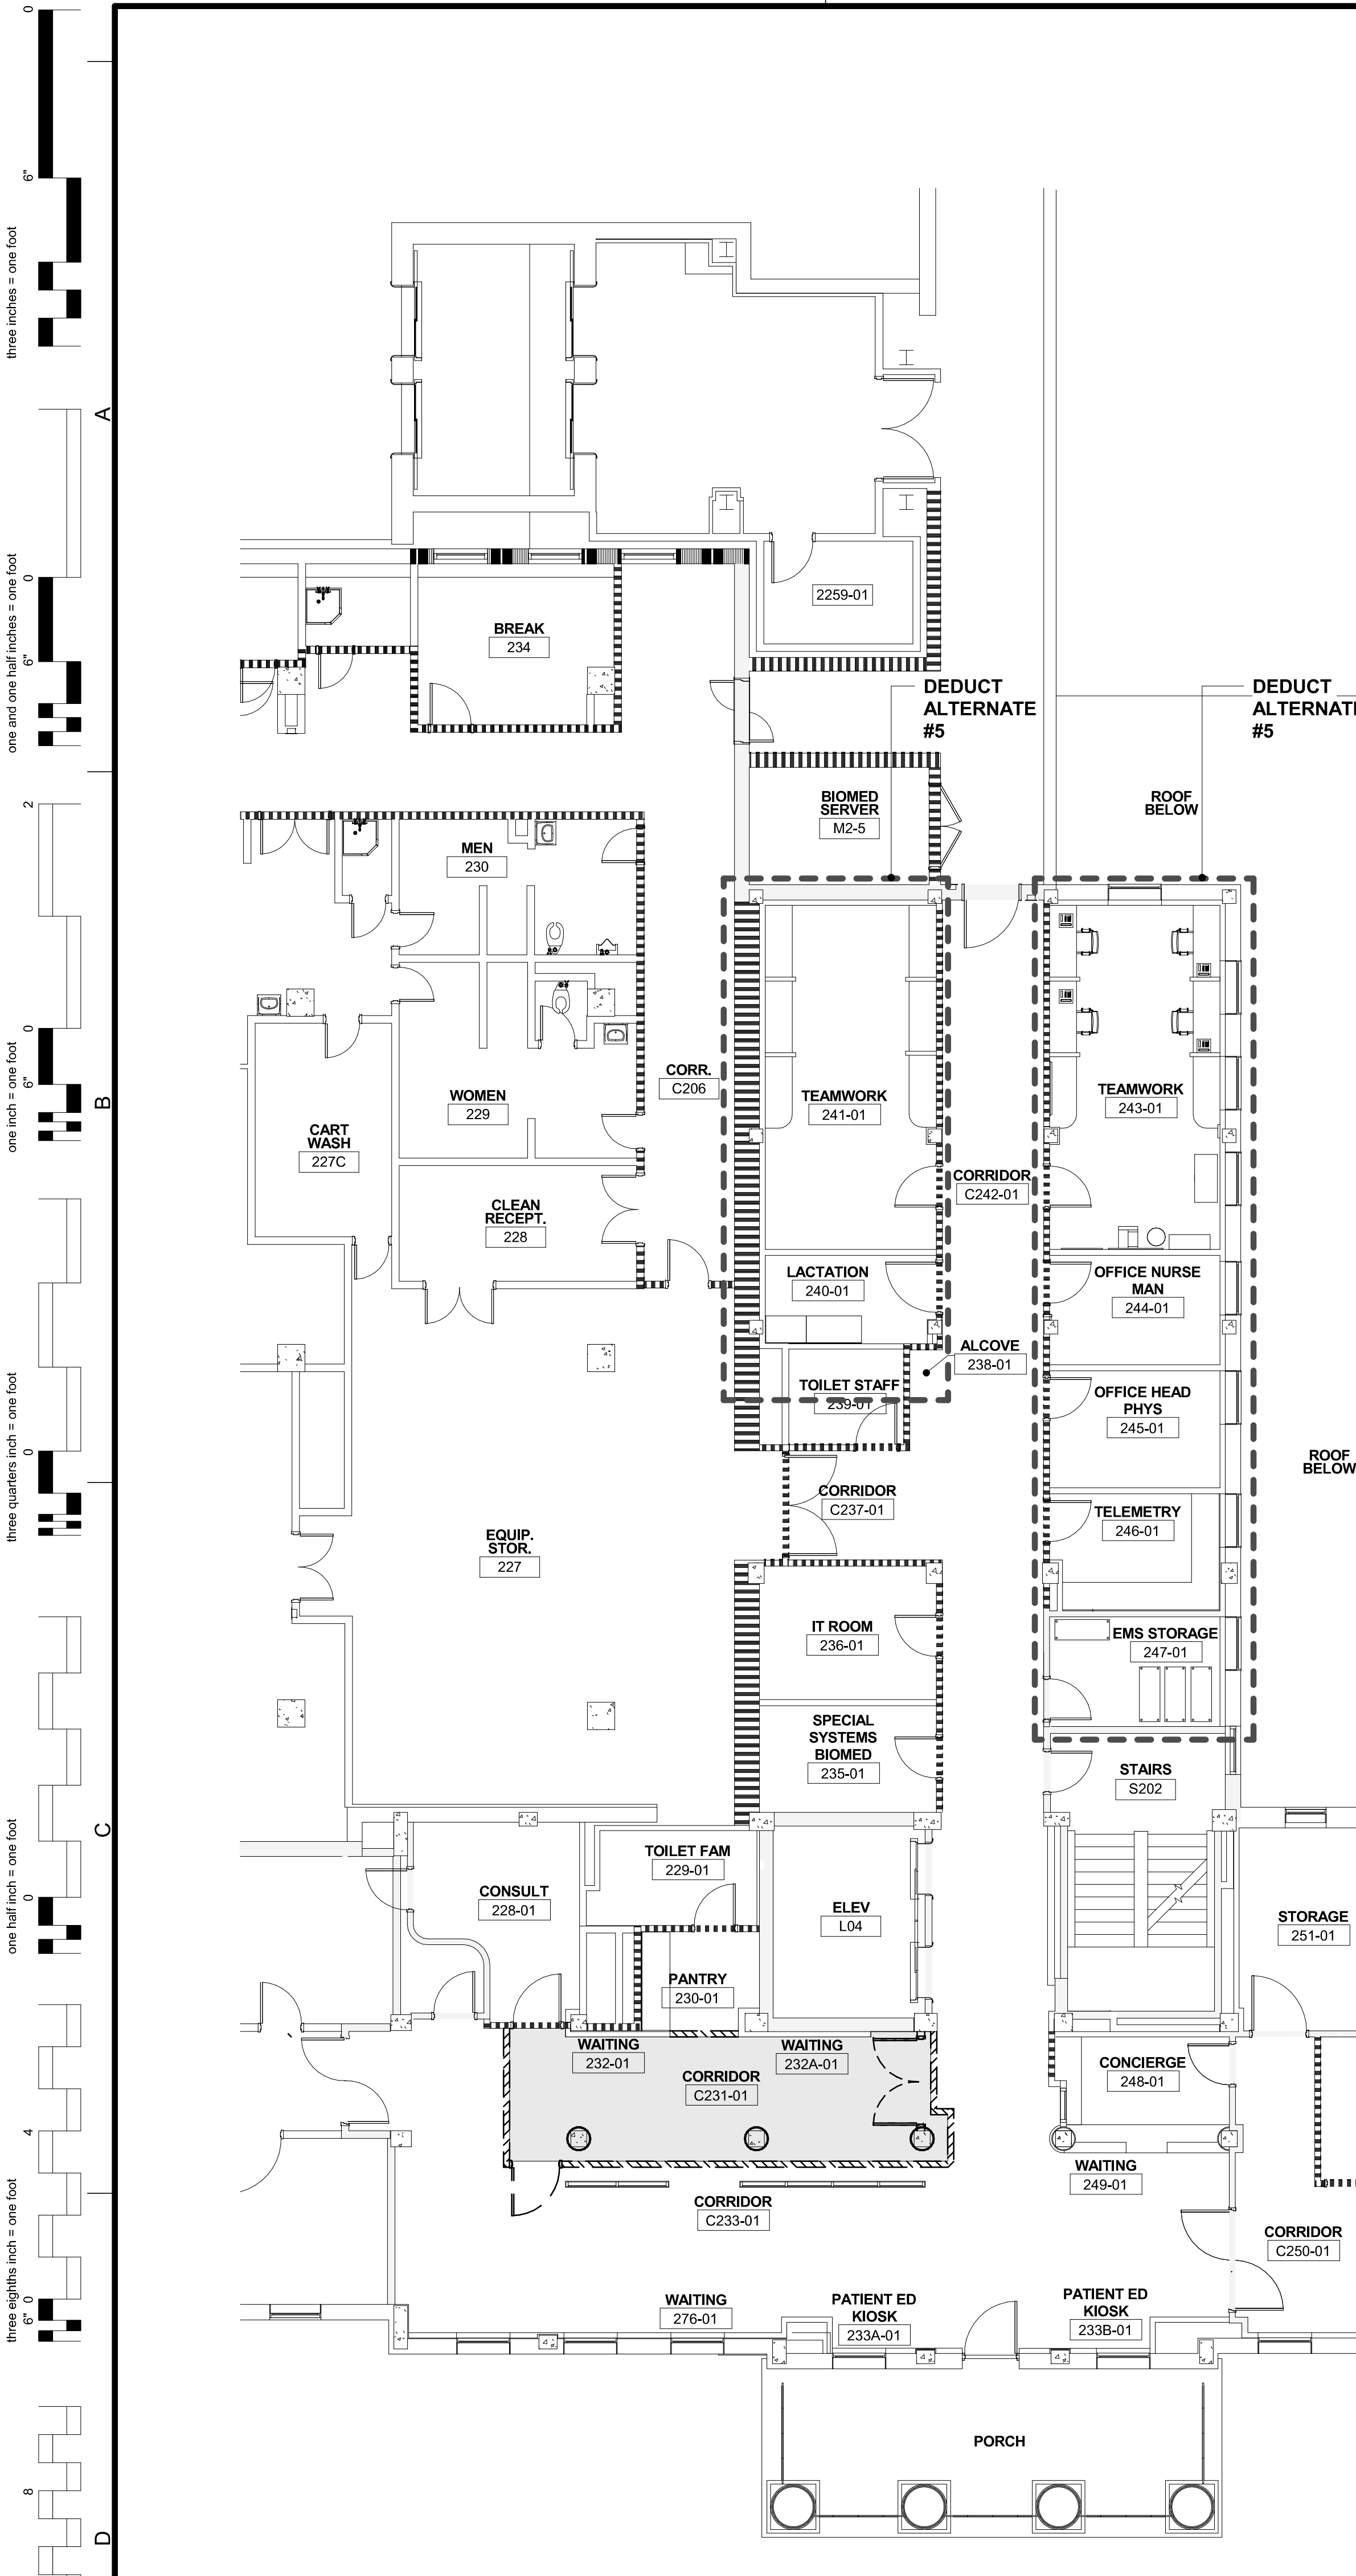 0
6"
three inches = one foot
A
0
6"
one and one half inches = one foot
2
0
6"
one inch = one foot
B
0
three quarters inch = one foot
C
0
one half inch = one foot
4
0
6"
three eighths inch = one foot
8
D
2259-01
BREAK
234
DEDUCT
ALTERNATE
#5
DEDUCT
ALTERNATE
#5
BIOMED
SERVER
M2-5
ROOF
BELOW
MEN
230
CORR.
C206
WOMEN
229
CART
WASH
227C
CLEAN
RECEPT.
228
TEAMWORK
241-01
TEAMWORK
243-01
CORRIDOR
C242-01
LACTATION
240-01
OFFICE NURSE
MAN
244-01
ALCOVE
238-01
TOILET STAFF
239-01
OFFICE HEAD
PHYS
245-01
ROOF
BELOW
CORRIDOR
C237-01
TELEMETRY
246-01
EQUIP.
STOR.
227
IT ROOM
236-01
EMS STORAGE
247-01
SPECIAL
SYSTEMS
BIOMED
235-01
STAIRS
S202
TOILET FAM
229-01
CONSULT
228-01
ELEV
L04
STORAGE
251-01
PANTRY
230-01
WAITING
232-01
WAITING
232A-01
CORRIDOR
C231-01
CONCIERGE
248-01
WAITING
249-01
CORRIDOR
C233-01
CORRIDOR
C250-01
WAITING
276-01
PATIENT ED
KIOSK
233A-01
PATIENT ED
KIOSK
233B-01
PORCH